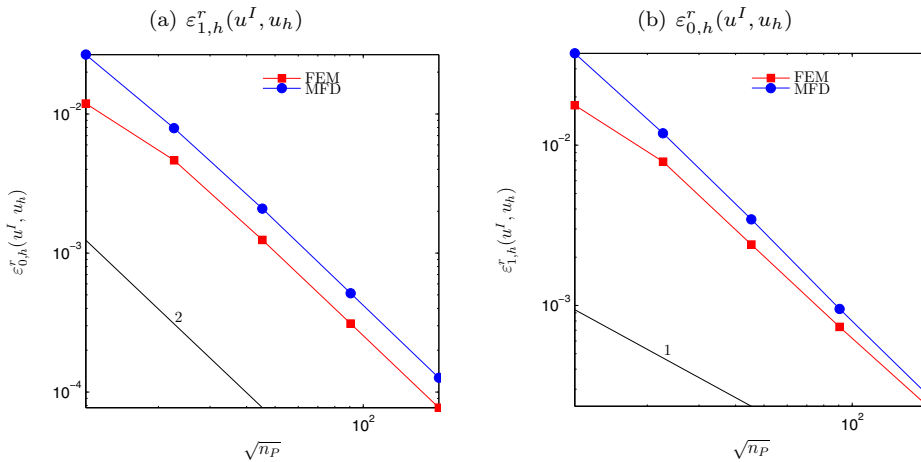 (a) $\varepsilon^r_{1,h}(u^I, u_h)$
FEM
MFD
10^{-2}
10^{-3}
10^{-4}
2
10^2
$\varepsilon^r_{0,h}(u^I, u_h)$
$\sqrt{n_P}$
(b) $\varepsilon^r_{0,h}(u^I, u_h)$
FEM
MFD
10^{-2}
10^{-3}
1
10^2
$\varepsilon^r_{1,h}(u^I, u_h)$
$\sqrt{n_P}$